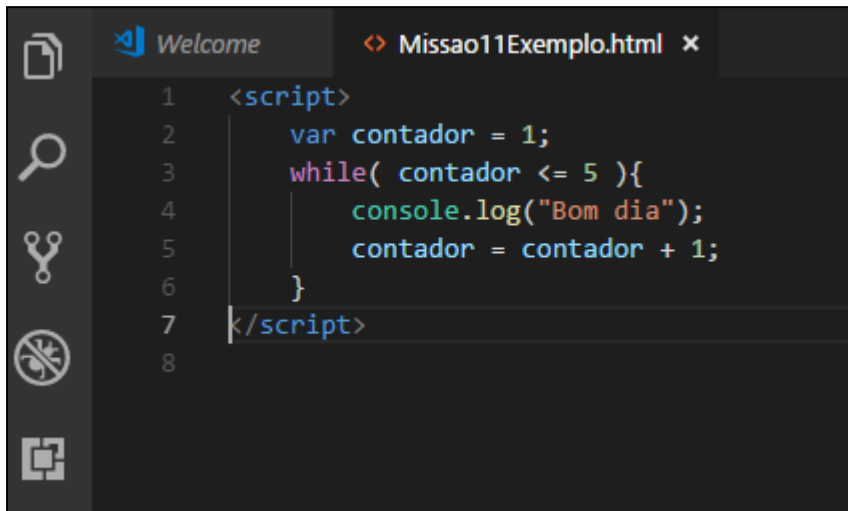 Welcome <> Missao11Exemplo.html ×
1 <script>
2     var contador = 1;
3     while( contador <= 5 ){
4         console.log("Bom dia");
5         contador = contador + 1;
6     }
7 </script>
8